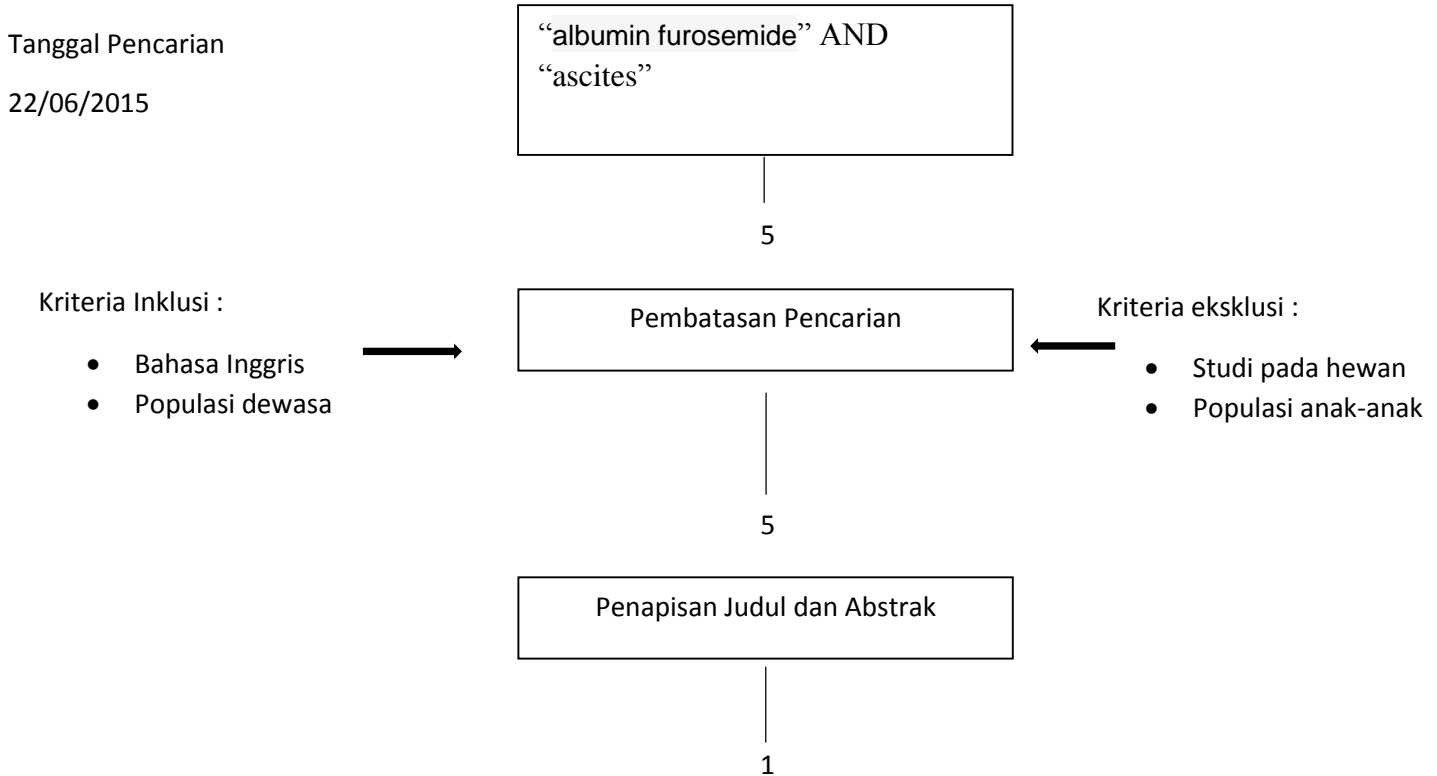 Tanggal Pencarian
22/06/2015
“albumin furosemide” AND
“ascites”
5
Kriteria Inklusi :
• Bahasa Inggris
• Populasi dewasa
Pembatasan Pencarian
Kriteria eksklusi :
• Studi pada hewan
• Populasi anak-anak
5
Penapisan Judul dan Abstrak
1